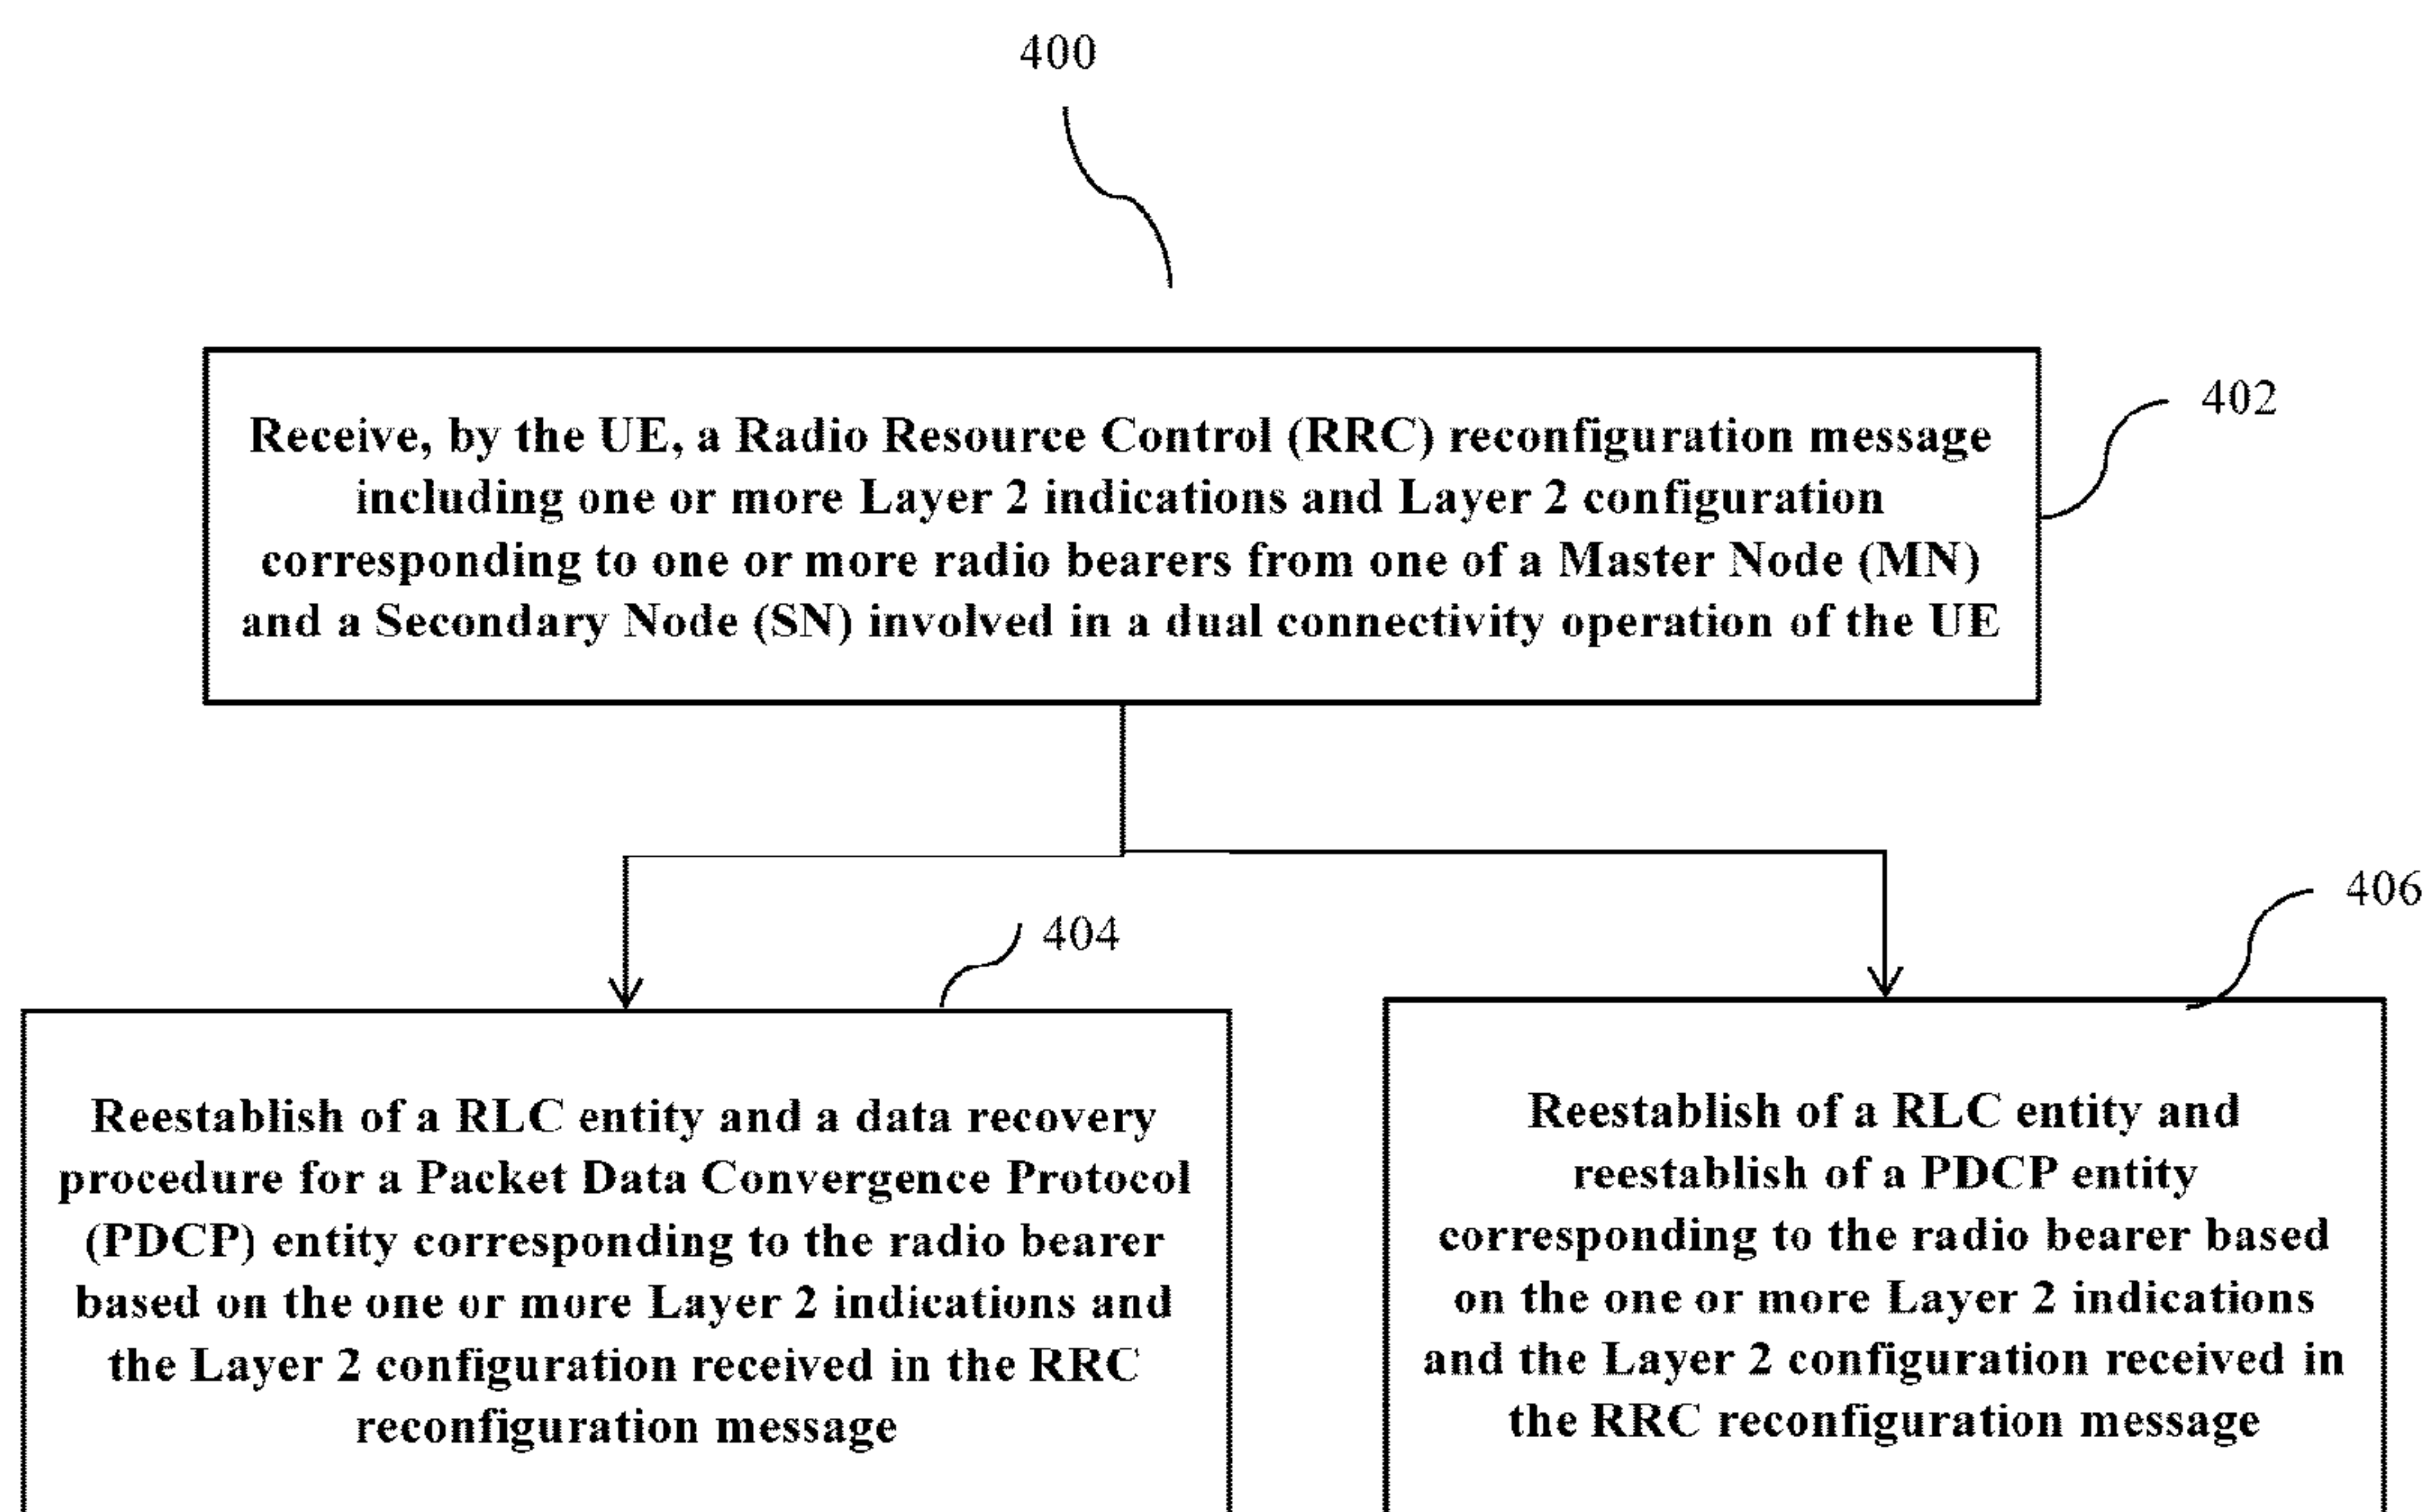 400
402
Receive, by the UE, a Radio Resource Control (RRC) reconfiguration message
including one or more Layer 2 indications and Layer 2 configuration
corresponding to one or more radio bearers from one of a Master Node (MN)
and a Secondary Node (SN) involved in a dual connectivity operation of the UE
404
Reestablish of a RLC entity and a data recovery
procedure for a Packet Data Convergence Protocol
(PDCP) entity corresponding to the radio bearer
based on the one or more Layer 2 indications and
the Layer 2 configuration received in the RRC
reconfiguration message
406
Reestablish of a RLC entity and
reestablish of a PDCP entity
corresponding to the radio bearer based
on the one or more Layer 2 indications
and the Layer 2 configuration received in
the RRC reconfiguration message